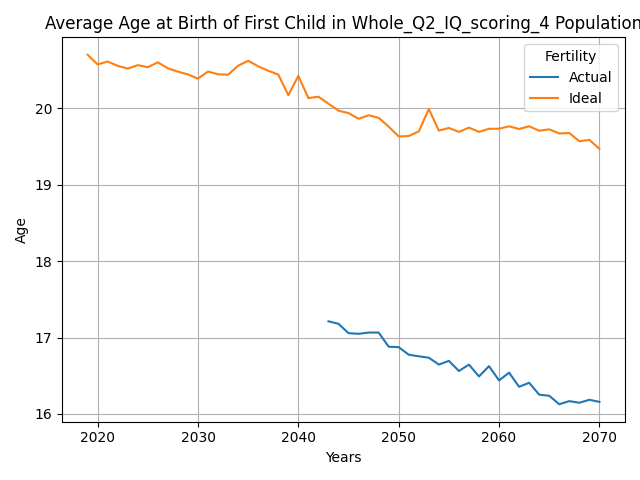 Average Age at Birth of First Child in Whole_Q2_IQ_scoring_4 Population
Fertility
Actual
Ideal
20
19
18
17
16
Age
2020 2030 2040 2050 2060 2070
Years